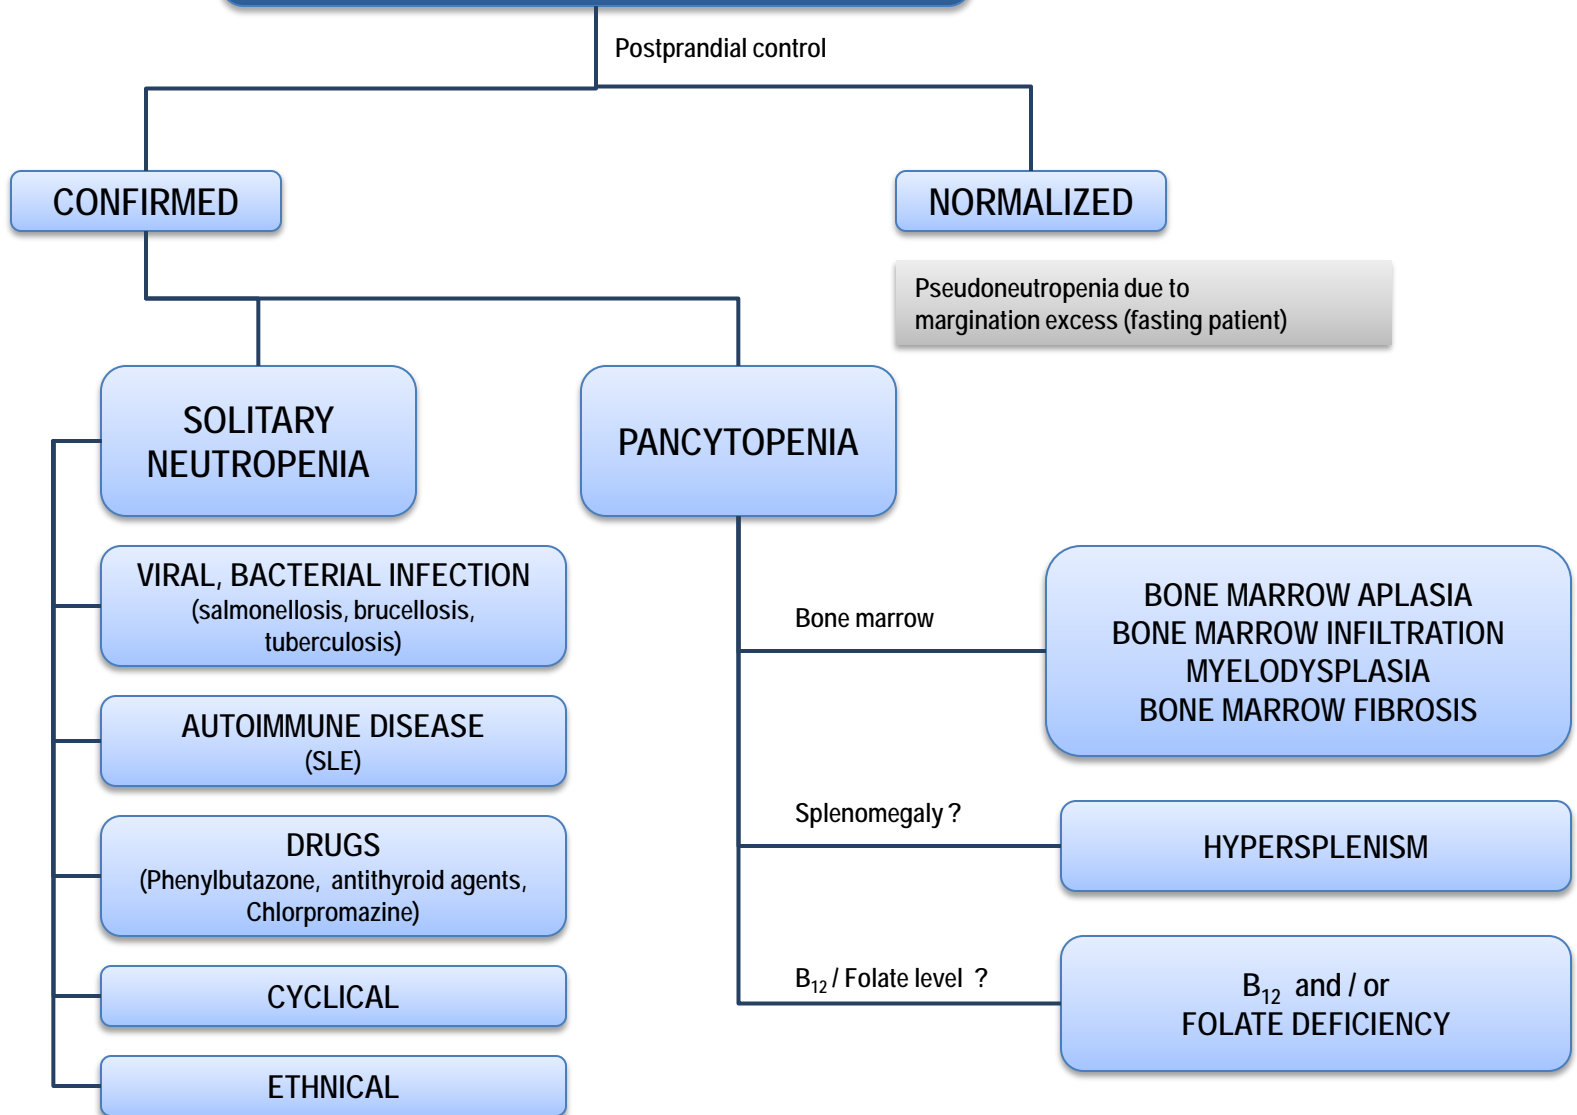 Postprandial control
CONFIRMED
NORMALIZED
Pseudoneutropenia due to
margination excess (fasting patient)
SOLITARY
NEUTROPENIA
PANCYTOPENIA
VIRAL, BACTERIAL INFECTION
(salmonellosis, brucellosis,
tuberculosis)
AUTOIMMUNE DISEASE
(SLE)
DRUGS
(Phenylbutazone, antithyroid agents,
Chlorpromazine)
CYCLICAL
ETHNICAL
Bone marrow
BONE MARROW APLASIA
BONE MARROW INFILTRATION
MYELODYSPLASIA
BONE MARROW FIBROSIS
Splenomegaly ?
HYPERSPLENISM
B₁₂ / Folate level ?
B₁₂ and / or
FOLATE DEFICIENCY